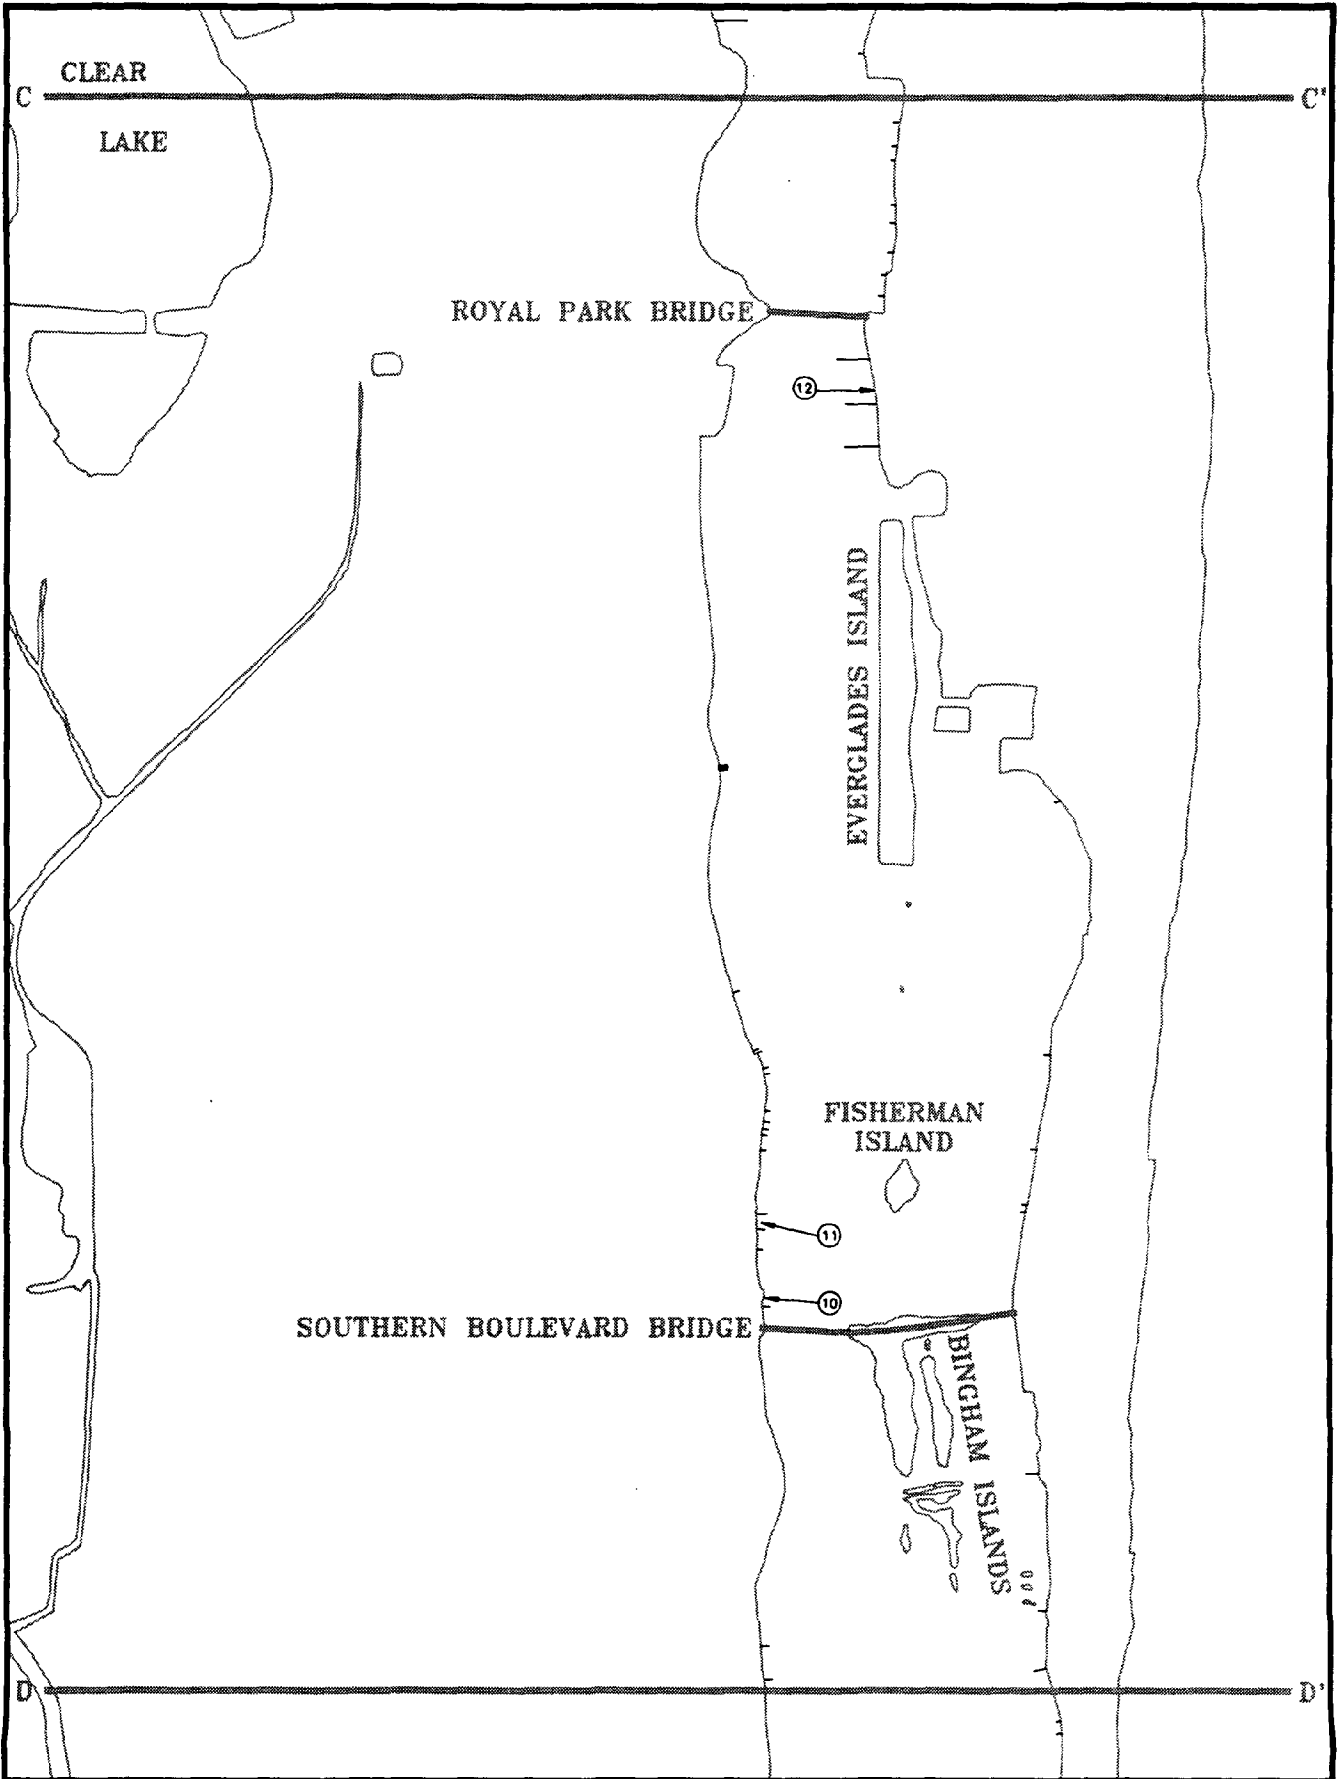 CLEAR
C C'
LAKE
ROYAL PARK BRIDGE
12
EVERGLADES ISLAND
FISHERMAN
ISLAND
11
10
SOUTHERN BOULEVARD BRIDGE
BINGHAM ISLANDS
D D'